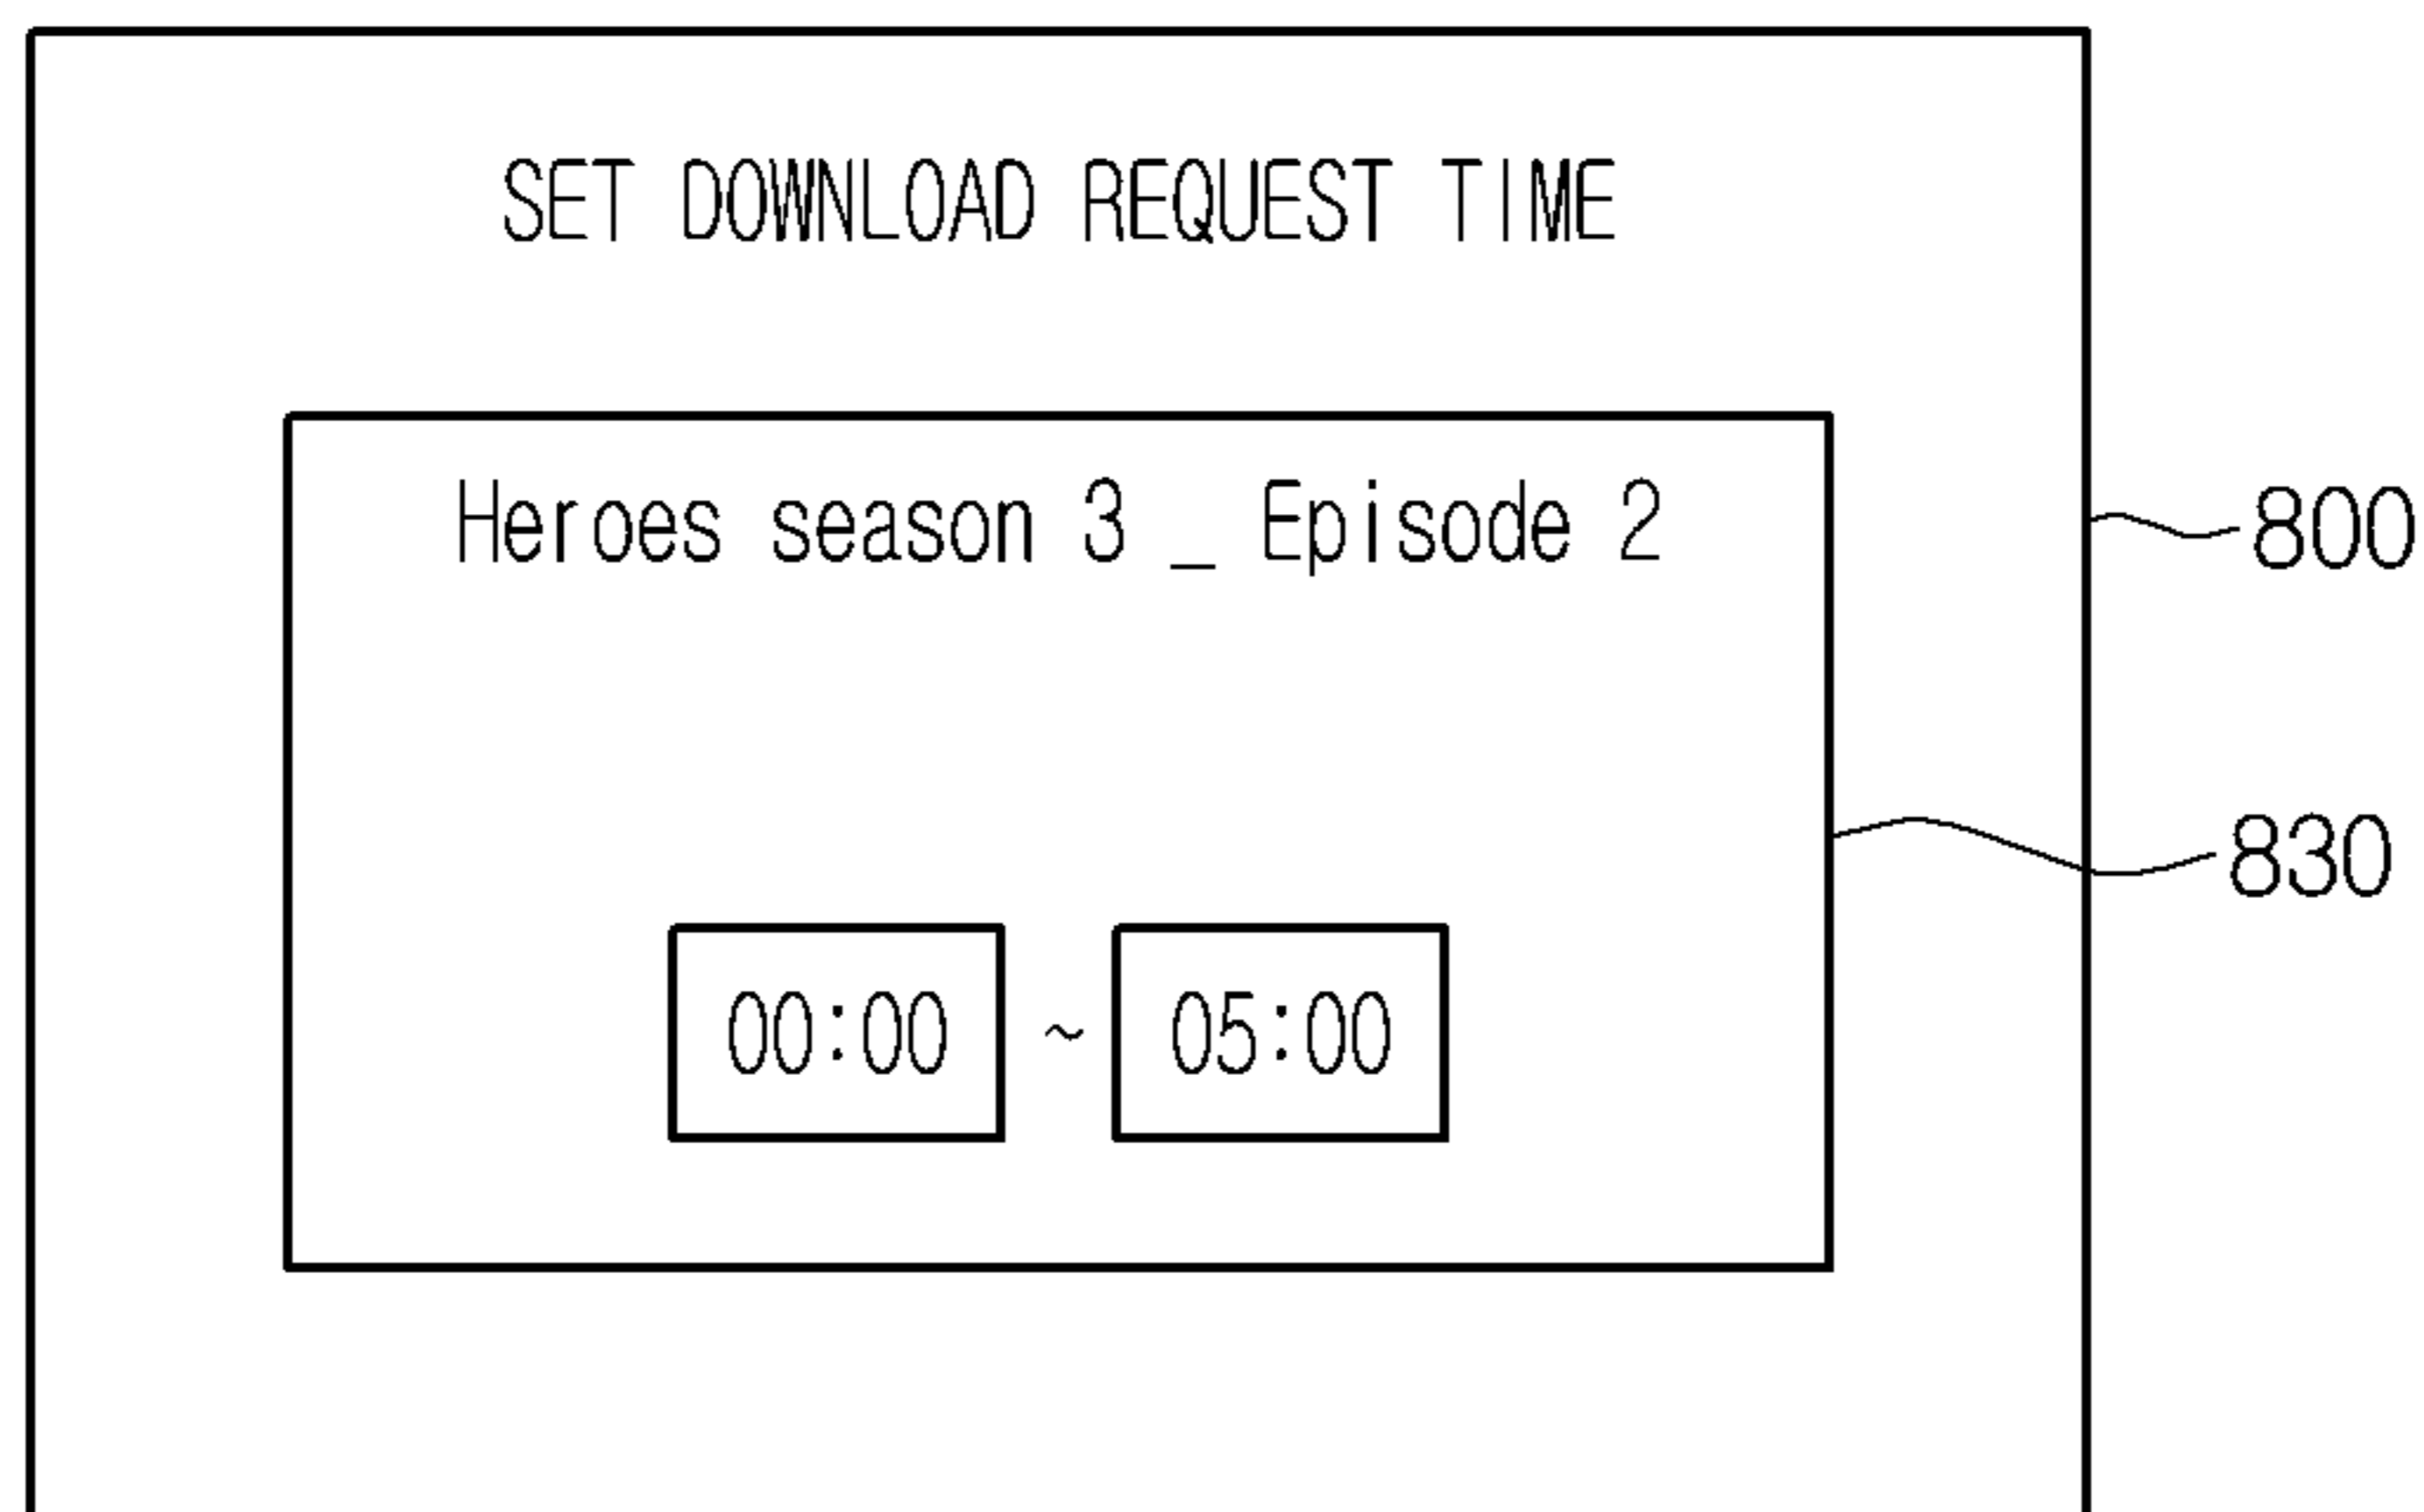 SET DOWNLOAD REQUEST TIME
Heroes season 3 _ Episode 2
800
830
00:00 ~ 05:00